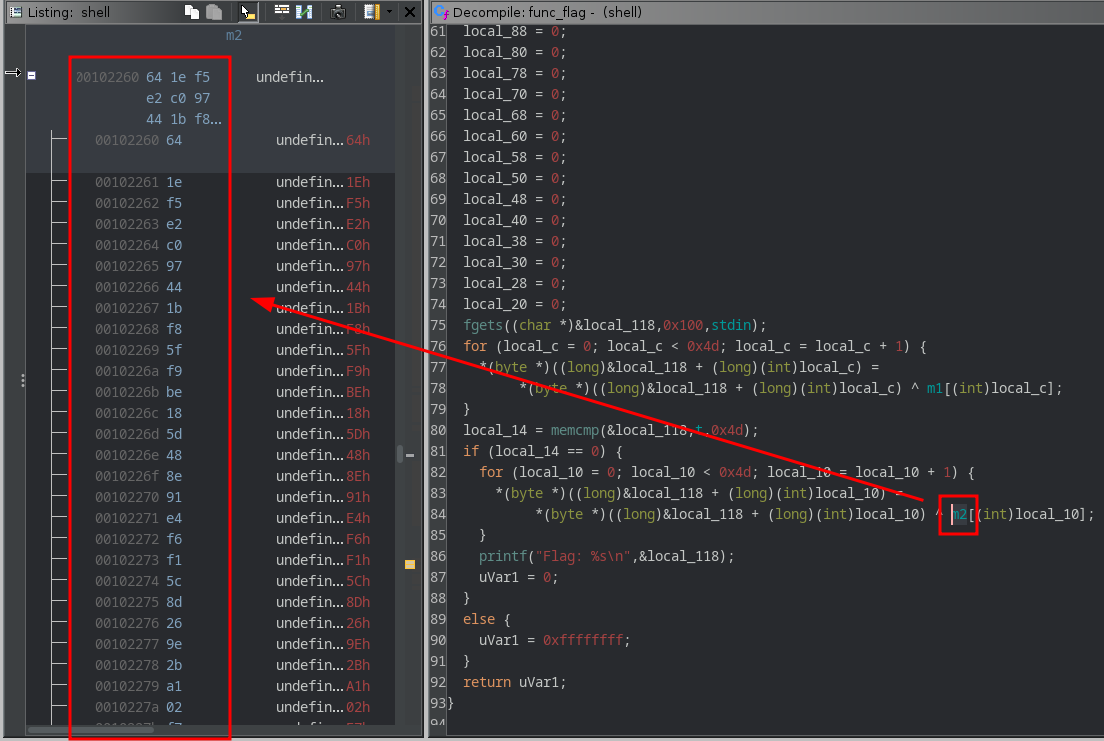 Listing: shell
m2
00102260 64 1e f5 undefin...
e2 c0 97
44 1b f8...
00102260 64 undefin... 64h
00102261 1e undefin... 1Eh
00102262 f5 undefin... F5h
00102263 e2 undefin... E2h
00102264 c0 undefin... C0h
00102265 97 undefin... 97h
00102266 44 undefin... 44h
00102267 1b undefin... 1Bh
00102268 f8 undefin... F8h
00102269 5f undefin... 5Fh
0010226a f9 undefin... F9h
0010226b be undefin... BEh
0010226c 18 undefin... 18h
0010226d 5d undefin... 5Dh
0010226e 48 undefin... 48h
0010226f 8e undefin... 8Eh
00102270 91 undefin... 91h
00102271 e4 undefin... E4h
00102272 f6 undefin... F6h
00102273 f1 undefin... F1h
00102274 5c undefin... 5Ch
00102275 8d undefin... 8Dh
00102276 26 undefin... 26h
00102277 9e undefin... 9Eh
00102278 2b undefin... 2Bh
00102279 a1 undefin... A1h
0010227a 02 undefin... 02h
Decompile: func_flag - (shell)
61 local_88 = 0;
62 local_80 = 0;
63 local_78 = 0;
64 local_70 = 0;
65 local_68 = 0;
66 local_60 = 0;
67 local_58 = 0;
68 local_50 = 0;
69 local_48 = 0;
70 local_40 = 0;
71 local_38 = 0;
72 local_30 = 0;
73 local_28 = 0;
74 local_20 = 0;
75 fgets((char *)&local_118,0x100,stdin);
76 for (local_c = 0; local_c < 0x4d; local_c = local_c + 1) {
77 *(byte *)((long)&local_118 + (long)(int)local_c) =
78 *(byte *)((long)&local_118 + (long)(int)local_c) ^ m1[(int)local_c];
79 }
80 local_14 = memcmp(&local_118,t,0x4d);
81 if (local_14 == 0) {
82 for (local_10 = 0; local_10 < 0x4d; local_10 = local_10 + 1) {
83 *(byte *)((long)&local_118 + (long)(int)local_10) =
84 *(byte *)((long)&local_118 + (long)(int)local_10) ^ m2[(int)local_10];
85 }
86 printf("Flag: %s\n",&local_118);
87 uVar1 = 0;
88 }
89 else {
90 uVar1 = 0xffffffff;
91 }
92 return uVar1;
93 }
94